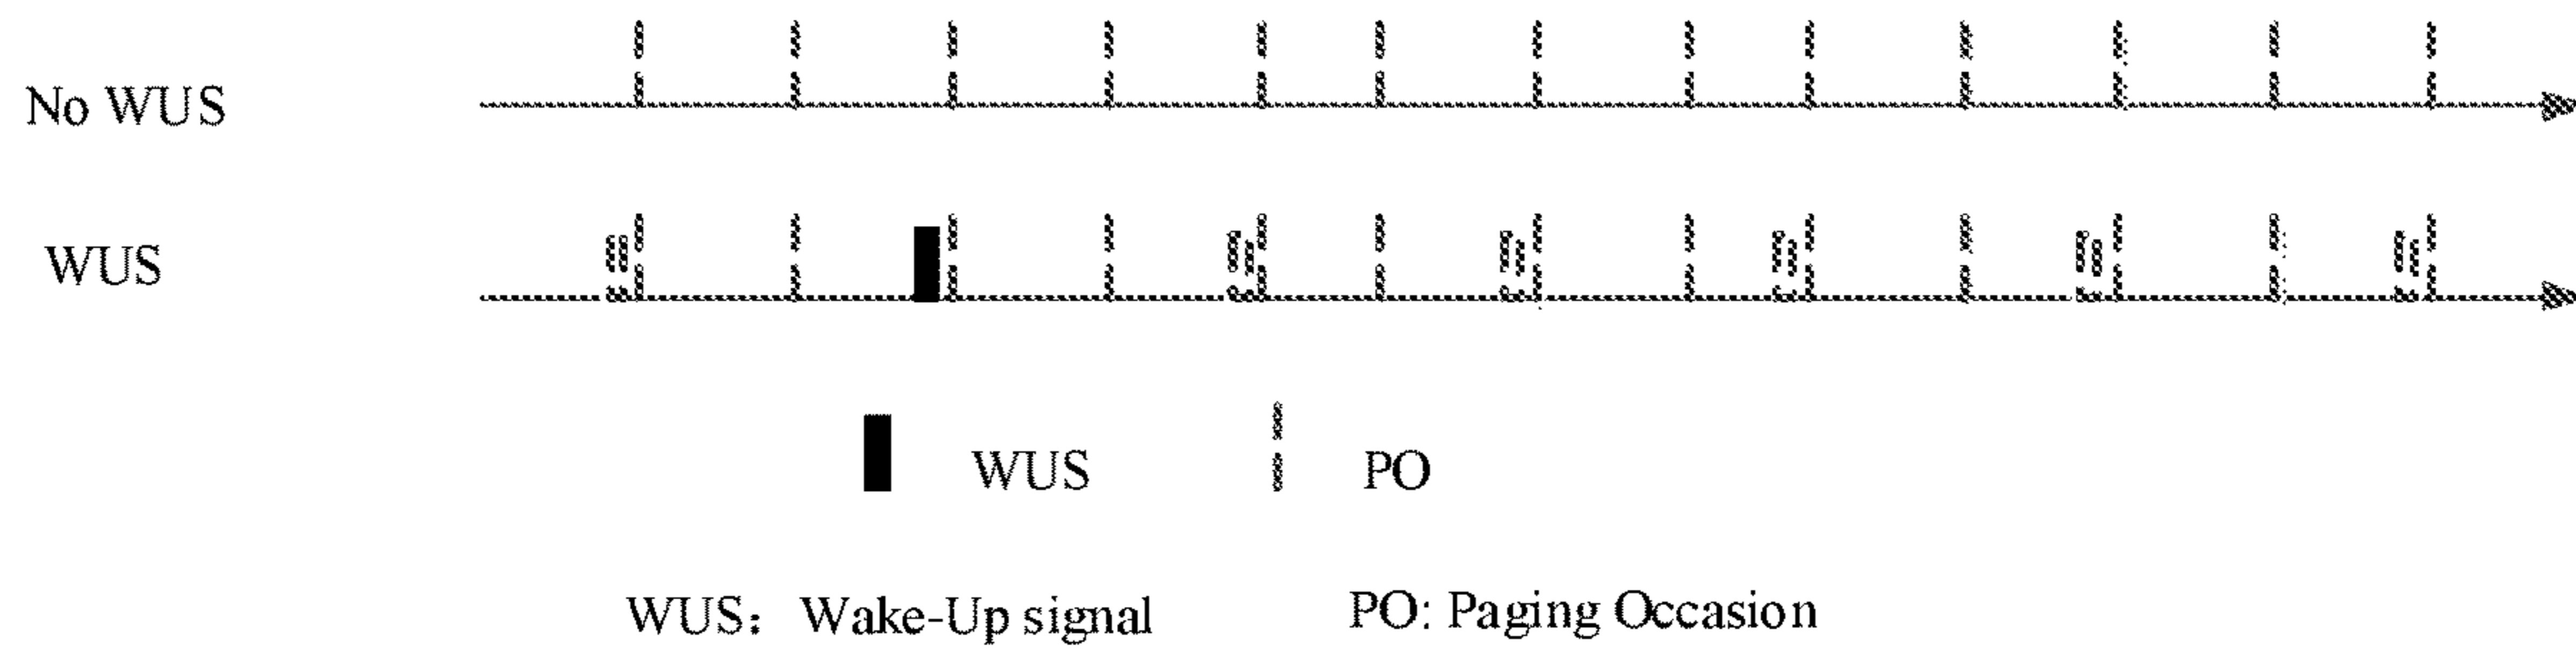 No WUS
WUS
WUS PO
WUS: Wake-Up signal PO: Paging Occasion